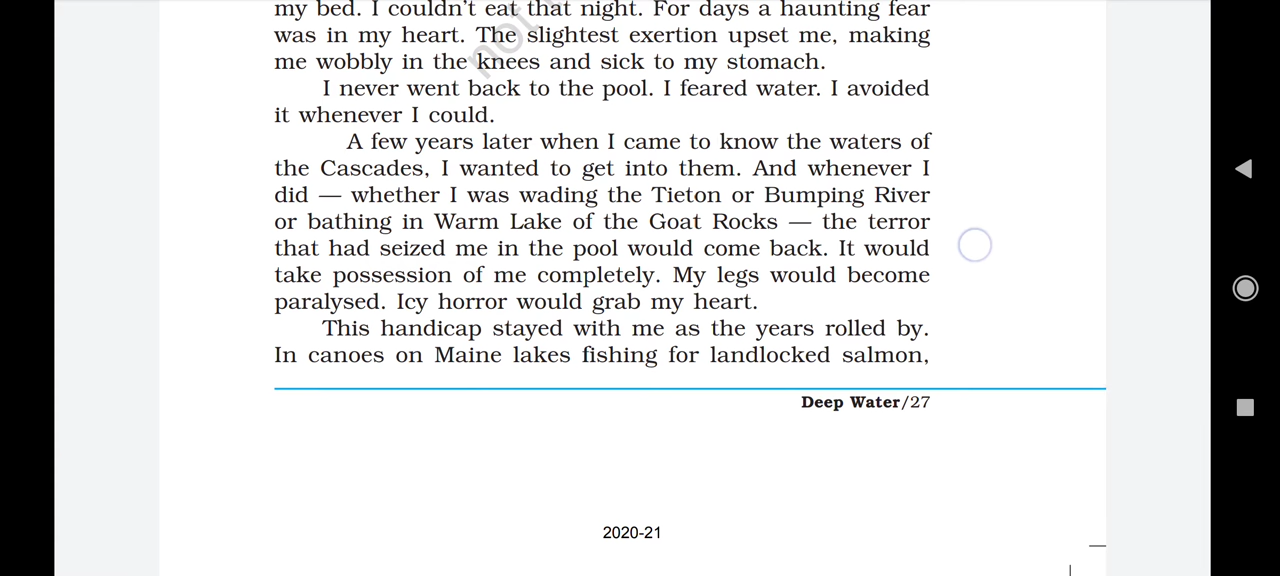 my bed. I couldn't eat that night. For days a haunting fear
was in my heart. The slightest exertion upset me, making
me wobbly in the knees and sick to my stomach.
I never went back to the pool. I feared water. I avoided
it whenever I could.
A few years later when I came to know the waters of
the Cascades, I wanted to get into them. And whenever I
did — whether I was wading the Tieton or Bumping River
or bathing in Warm Lake of the Goat Rocks — the terror
that had seized me in the pool would come back. It would
take possession of me completely. My legs would become
paralysed. Icy horror would grab my heart.
This handicap stayed with me as the years rolled by.
In canoes on Maine lakes fishing for landlocked salmon,
Deep Water/27
2020-21
not